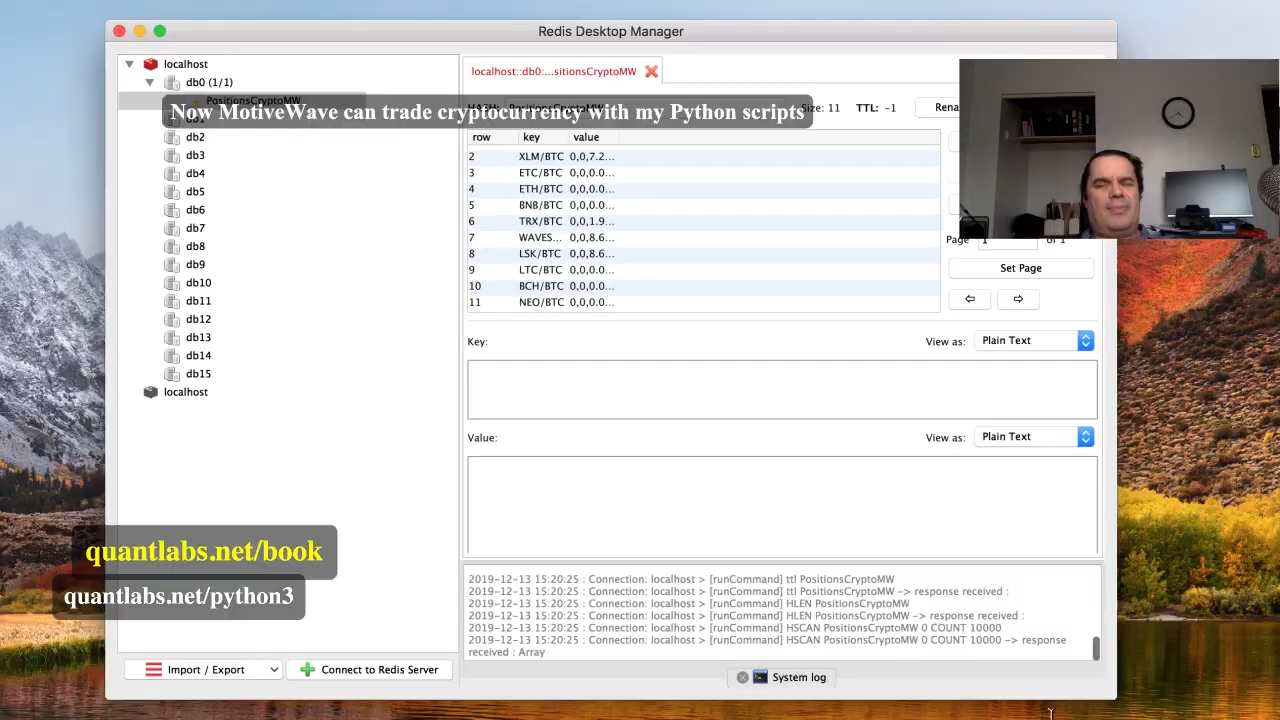 Redis Desktop Manager
localhost
db0 (1/1)
PositionsCryptoMW
db2
db3
db4
db5
db6
db7
db8
db9
db10
db11
db12
db13
db14
db15
localhost
Import / Export
Connect to Redis Server
localhost::db0:...sitionsCryptoMW
HASH: PositionsCryptoMW Size: 11 TTL: -1 Rena
Now MotiveWave can trade cryptocurrency with my Python scripts
row key value
2 XLM/BTC 0,0,7.2...
3 ETC/BTC 0,0,0.0...
4 ETH/BTC 0,0,0.0...
5 BNB/BTC 0,0,0.0...
6 TRX/BTC 0,0,1.9...
7 WAVES... 0,0,8.6...
8 LSK/BTC 0,0,8.6...
9 LTC/BTC 0,0,0.0...
10 BCH/BTC 0,0,0.0...
11 NEO/BTC 0,0,0.0...
Page 1 of 1
Set Page
Key:
View as: Plain Text
Value:
View as: Plain Text
quantlabs.net/book
quantlabs.net/python3
2019-12-13 15:20:25 : Connection: localhost > [runCommand] ttl PositionsCryptoMW
2019-12-13 15:20:25 : Connection: localhost > [runCommand] ttl PositionsCryptoMW -> response received :
2019-12-13 15:20:25 : Connection: localhost > [runCommand] HLEN PositionsCryptoMW
2019-12-13 15:20:25 : Connection: localhost > [runCommand] HLEN PositionsCryptoMW -> response received :
2019-12-13 15:20:25 : Connection: localhost > [runCommand] HSCAN PositionsCryptoMW 0 COUNT 10000
2019-12-13 15:20:25 : Connection: localhost > [runCommand] HSCAN PositionsCryptoMW 0 COUNT 10000 -> response
received : Array
System log